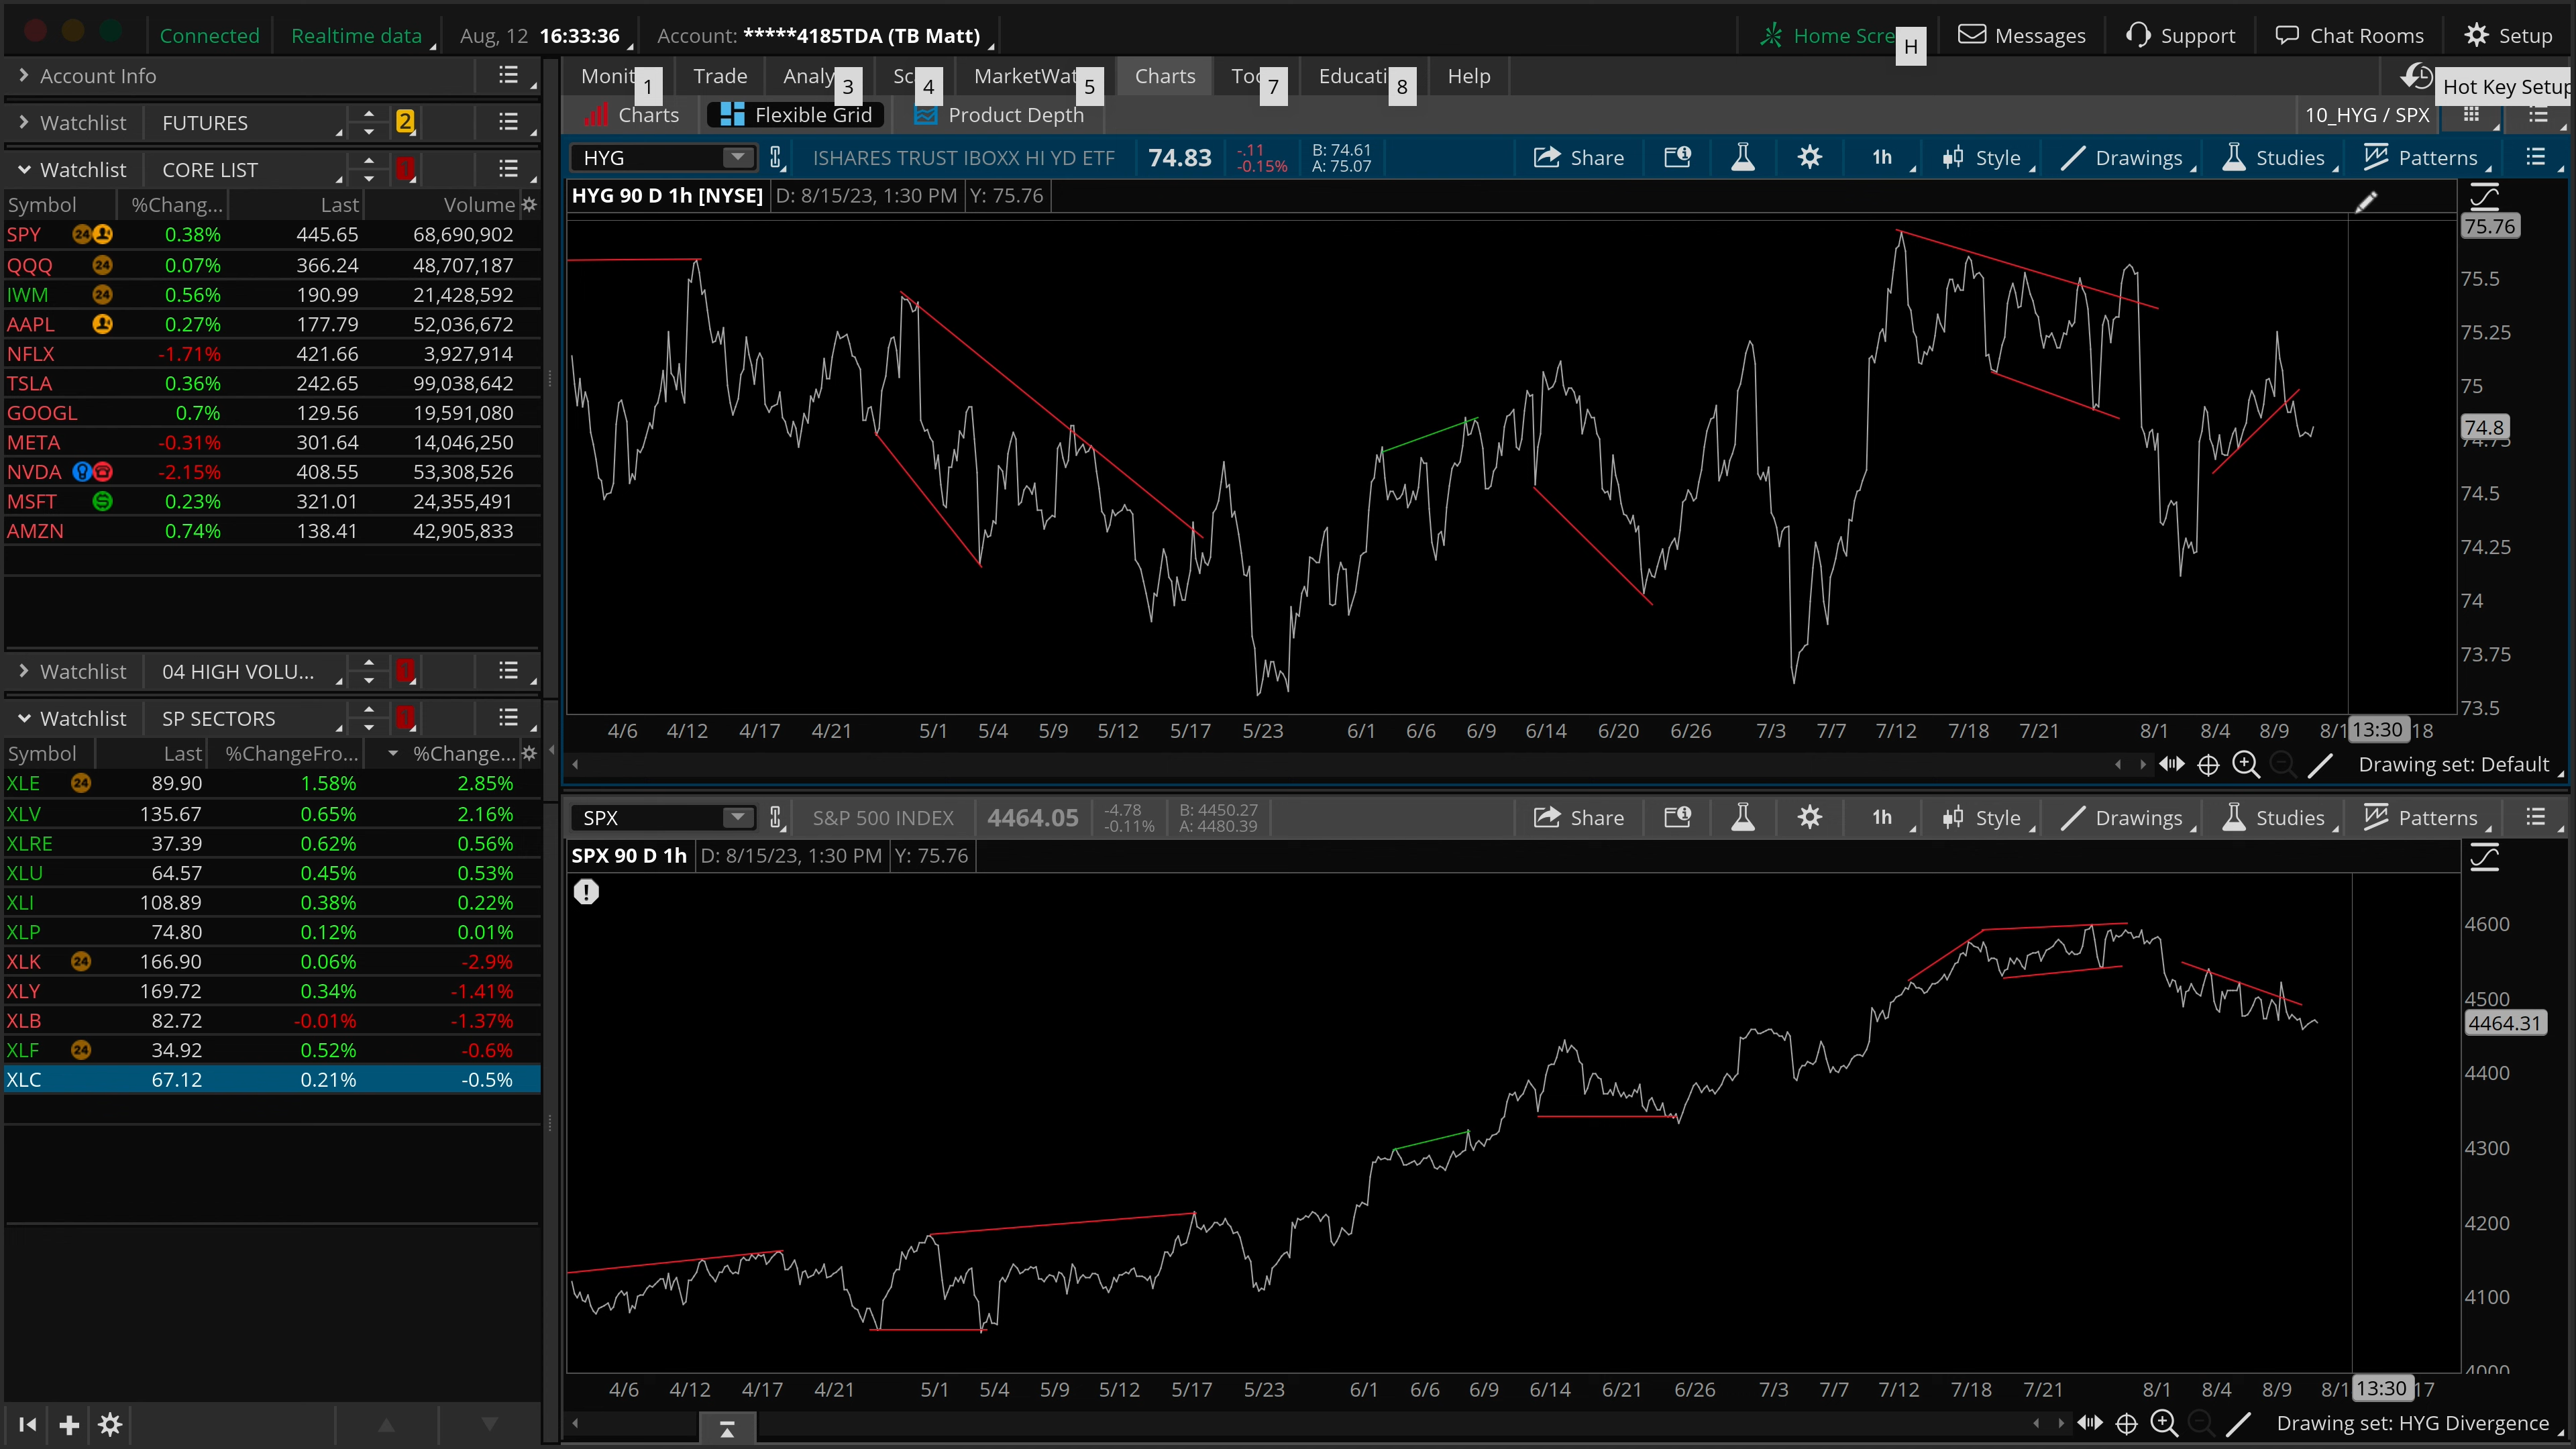 Connected Realtime data Aug, 12 16:33:36 Account: *****4185TDA (TB Matt) Home Scre H Messages Support Chat Rooms Setup
Account Info
Monit 1 Trade Analy 3 Sc 4 MarketWat 5 Charts Too 7 Educati 8 Help Hot Key Setup
Charts Flexible Grid Product Depth 10_HYG / SPX
Watchlist FUTURES 2
Watchlist CORE LIST 1
Symbol %Chang... Last Volume
SPY 24 0.38% 445.65 68,690,902
QQQ 24 0.07% 366.24 48,707,187
IWM 24 0.56% 190.99 21,428,592
AAPL 0.27% 177.79 52,036,672
NFLX -1.71% 421.66 3,927,914
TSLA 0.36% 242.65 99,038,642
GOOGL 0.7% 129.56 19,591,080
META -0.31% 301.64 14,046,250
NVDA -2.15% 408.55 53,308,526
MSFT 0.23% 321.01 24,355,491
AMZN 0.74% 138.41 42,905,833
Watchlist 04 HIGH VOLU... 1
Watchlist SP SECTORS 1
Symbol Last %ChangeFro... %Change...
XLE 24 89.90 1.58% 2.85%
XLV 135.67 0.65% 2.16%
XLRE 37.39 0.62% 0.56%
XLU 64.57 0.45% 0.53%
XLI 108.89 0.38% 0.22%
XLP 74.80 0.12% 0.01%
XLK 24 166.90 0.06% -2.9%
XLY 169.72 0.34% -1.41%
XLB 82.72 -0.01% -1.37%
XLF 24 34.92 0.52% -0.6%
XLC 67.12 0.21% -0.5%
HYG ISHARES TRUST IBOXX HI YD ETF 74.83 -.11 -0.15% B: 74.61 A: 75.07 Share 1h Style Drawings Studies Patterns
HYG 90 D 1h [NYSE] D: 8/15/23, 1:30 PM Y: 75.76
75.76
75.5
75.25
75
74.8
74.75
74.5
74.25
74
73.75
73.5
4/6 4/12 4/17 4/21 5/1 5/4 5/9 5/12 5/17 5/23 6/1 6/6 6/9 6/14 6/20 6/26 7/3 7/7 7/12 7/18 7/21 8/1 8/4 8/9 8/1 13:30 18
Drawing set: Default
SPX S&P 500 INDEX 4464.05 -4.78 -0.11% B: 4450.27 A: 4480.39 Share 1h Style Drawings Studies Patterns
SPX 90 D 1h D: 8/15/23, 1:30 PM Y: 75.76
4600
4500
4464.31
4400
4300
4200
4100
4000
4/6 4/12 4/17 4/21 5/1 5/4 5/9 5/12 5/17 5/23 6/1 6/6 6/9 6/14 6/21 6/26 7/3 7/7 7/12 7/18 7/21 8/1 8/4 8/9 8/1 13:30 17
Drawing set: HYG Divergence